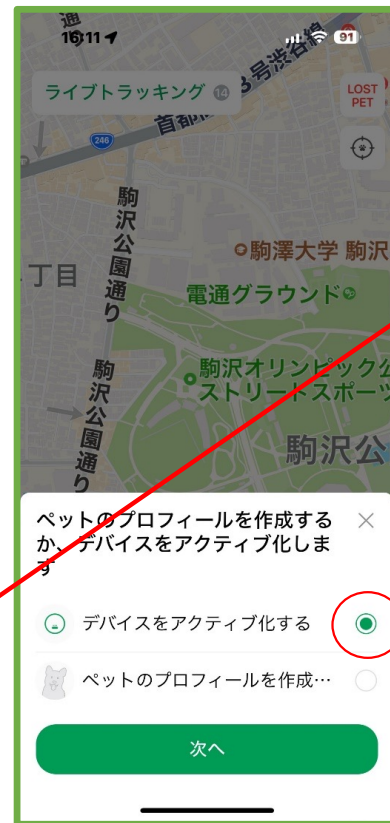 16:11
91
ライブトラッキング 14
3号渋谷線
首都
LOST
PET
246
通
駒沢公園通り
駒澤大学 駒沢
丁目
電通グラウンド
駒沢オリンピック公
ストリートスポーツ
駒沢公園通り
駒沢公
ペットのプロフィールを作成する
か、デバイスをアクティブ化しま
す
デバイスをアクティブ化する
ペットのプロフィールを作成…
次へ